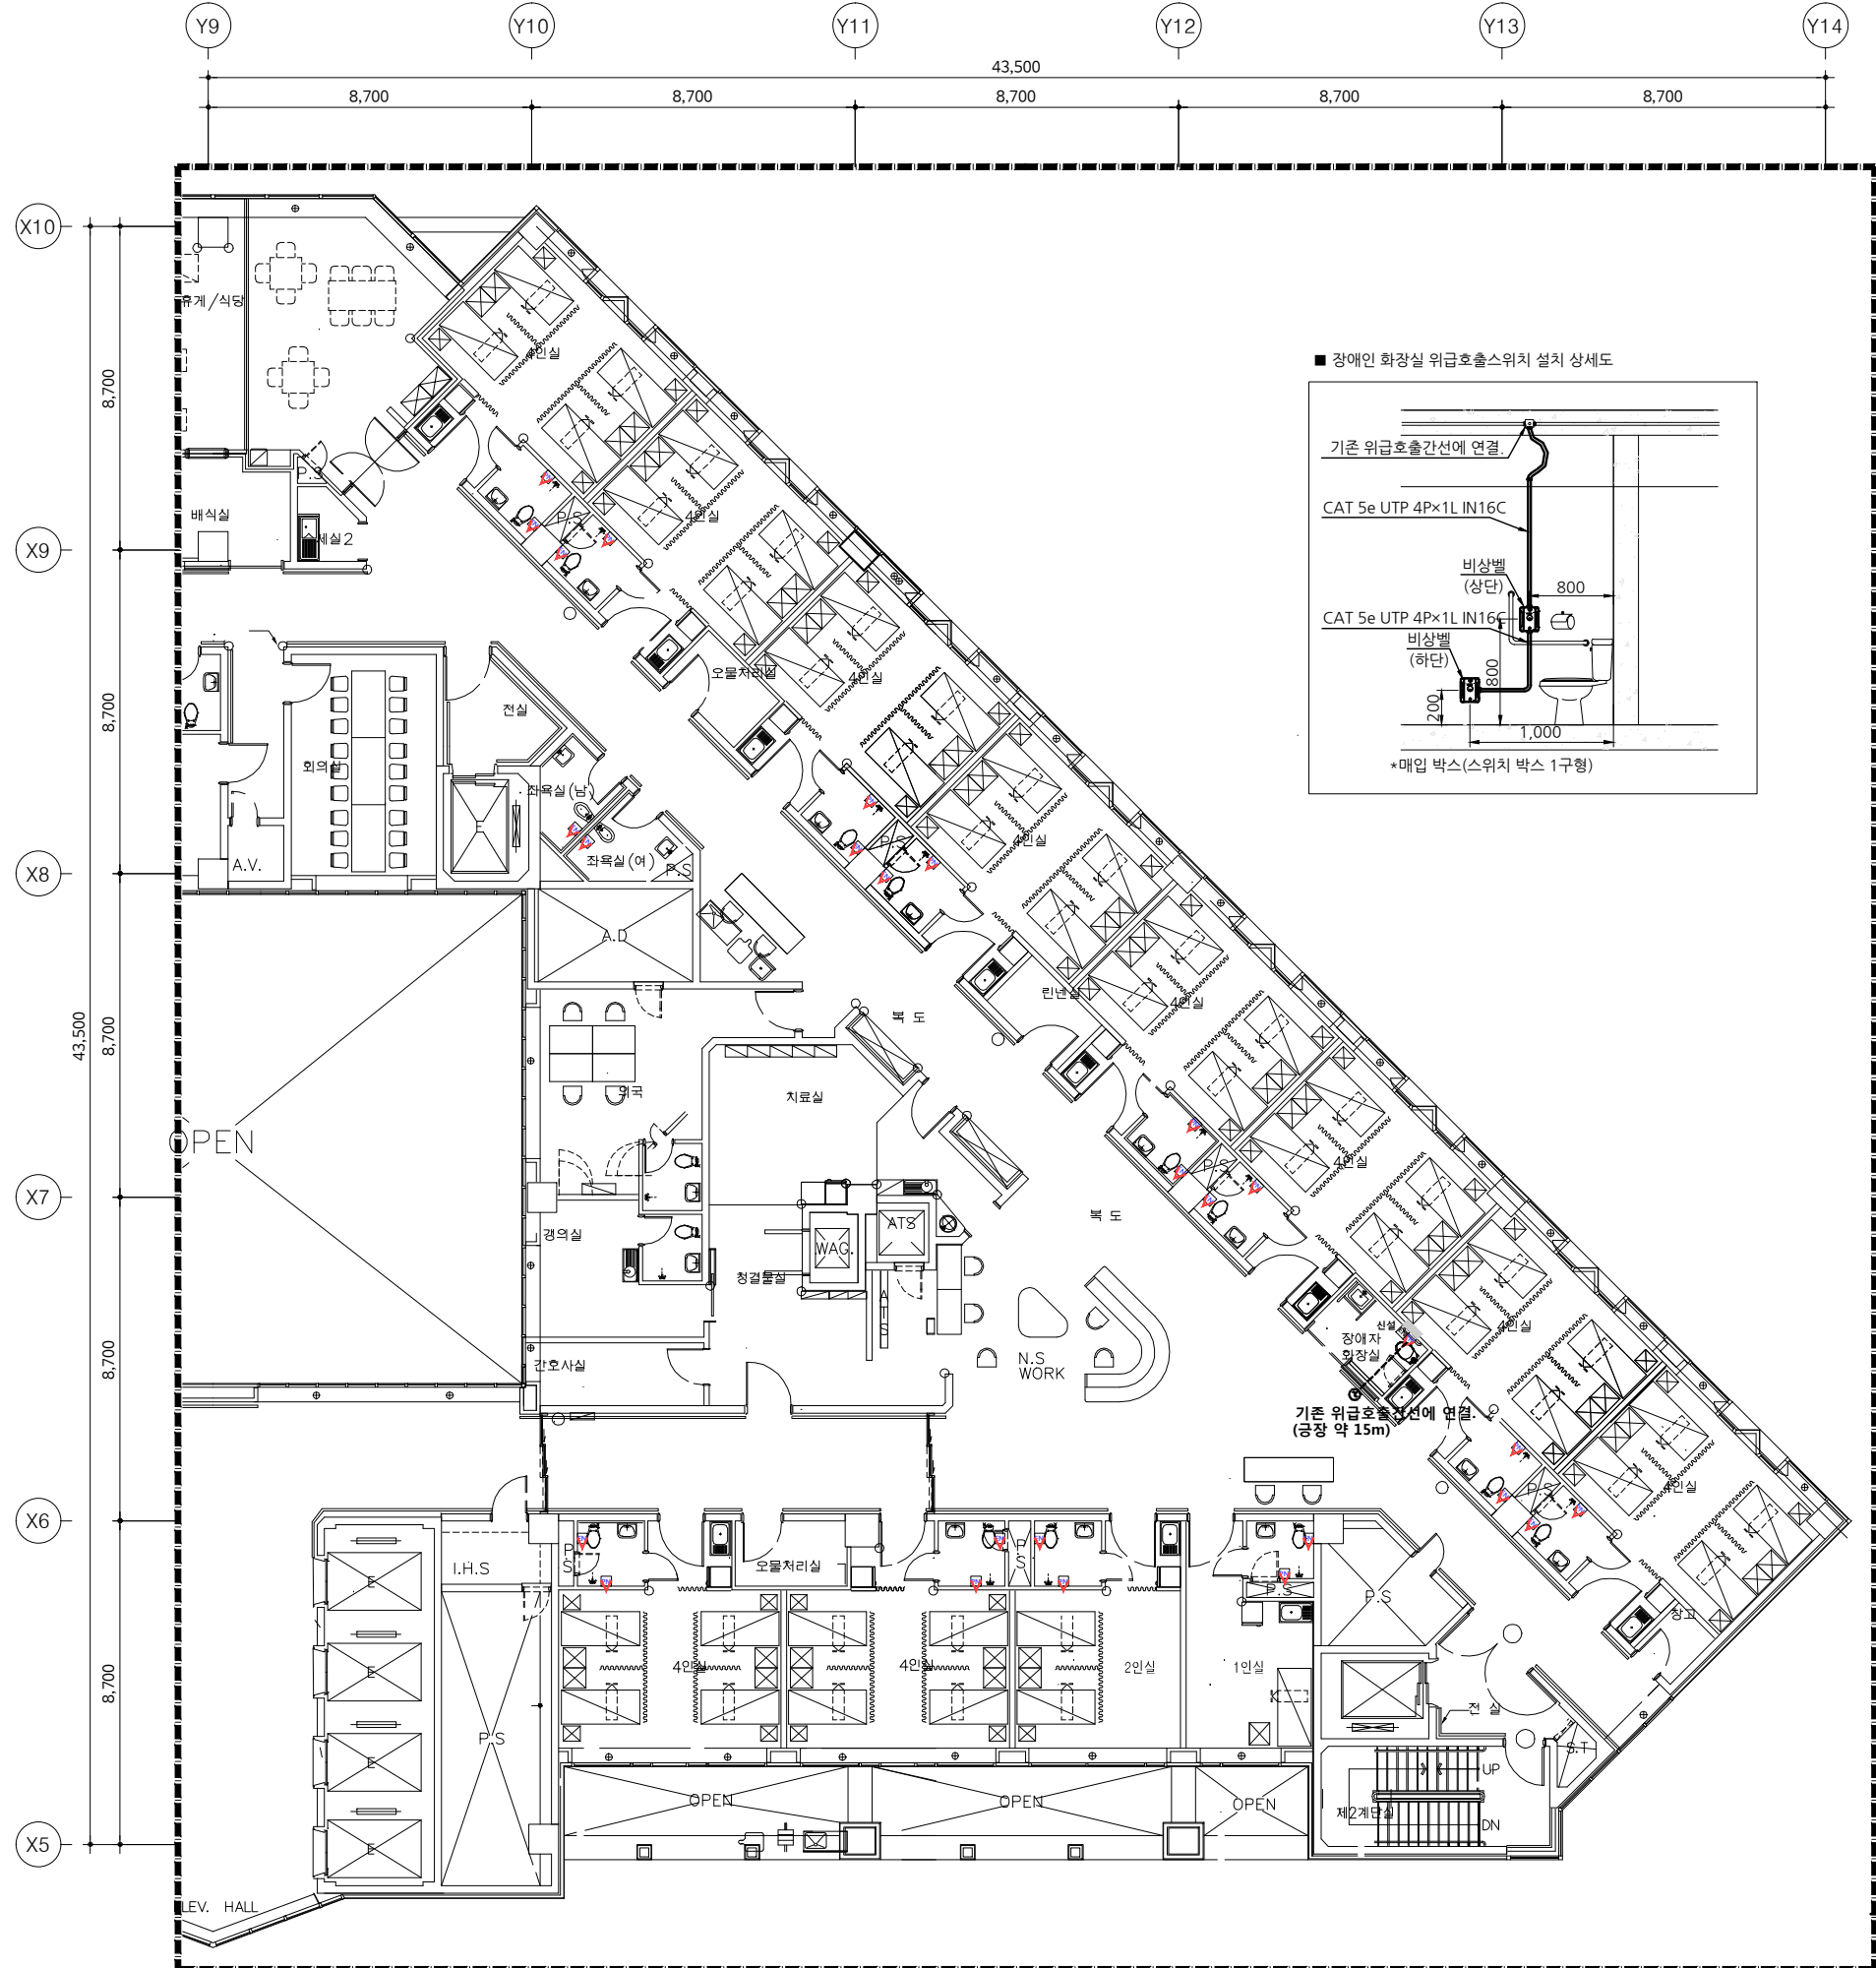 Y9
Y10
Y11
Y12
Y13
Y14
43,500
8,700
8,700
8,700
8,700
8,700
X10
X9
X8
X7
X6
X5
43,500
8,700
8,700
8,700
8,700
8,700
휴게/식당
4인실
■ 장애인 화장실 위급호출스위치 설치 상세도
기존 위급호출간선에 연결.
CAT 5e UTP 4P×1L IN16C
비상벨
(상단)
800
CAT 5e UTP 4P×1L IN16C
비상벨
(하단)
800
200
1,000
*매입 박스(스위치 박스 1구형)
배식실
P.S
4인실
세실2
오물처리실
4인실
전실
회의실
좌욕실(남)
E
좌욕실(여)
P.S
A.V.
P.S
4인실
A.D
린넨실
4인실
복 도
의국
치료실
OPEN
P.S
4인실
복 도
갱의실
WAG.
ATS
청결물실
ATS
간호사실
N.S
WORK
신설
장애자
화장실
4인실
기존 위급호출간선에 연결.
(긍장 약 15m)
P.S
4인실
I.H.S
E
P.S
오물처리실
P.S
P.S
P.S
창고
E
4인실
4인실
2인실
1인실
E
P.S
전 실
S.T
OPEN
OPEN
OPEN
UP
제2계단실
DN
E
LEV. HALL